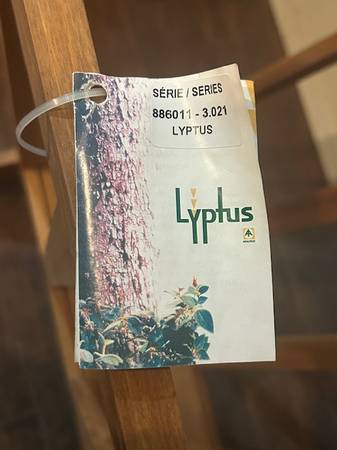 SÉRIE / SERIES
886011 - 3.021
LYPTUS
Lyptus